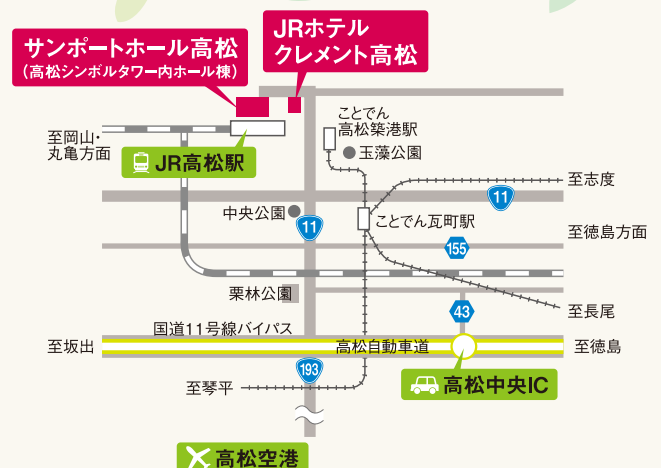 JRホテル
クレメント高松
サンポートホール高松
(高松シンボルタワー内ホール棟)
ことでん
高松築港駅
至岡山・
丸亀方面
JR高松駅
玉藻公園
至志度
11
中央公園
11
ことでん瓦町駅
至徳島方面
155
栗林公園
43
至長尾
国道11号線バイパス
至坂出
高松自動車道
至徳島
193
至琴平
高松中央IC
高松空港